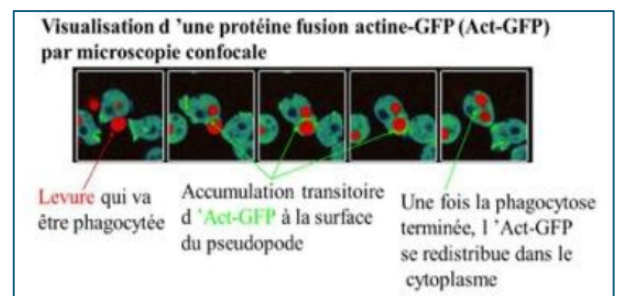 Visualisation d 'une protéine fusion actine-GFP (Act-GFP)
par microscopie confocale
Levure qui va
être phagocytée
Accumulation transitoire
d 'Act-GFP à la surface
du pseudopode
Une fois la phagocytose
terminée, l 'Act-GFP
se redistribue dans le
cytoplasme